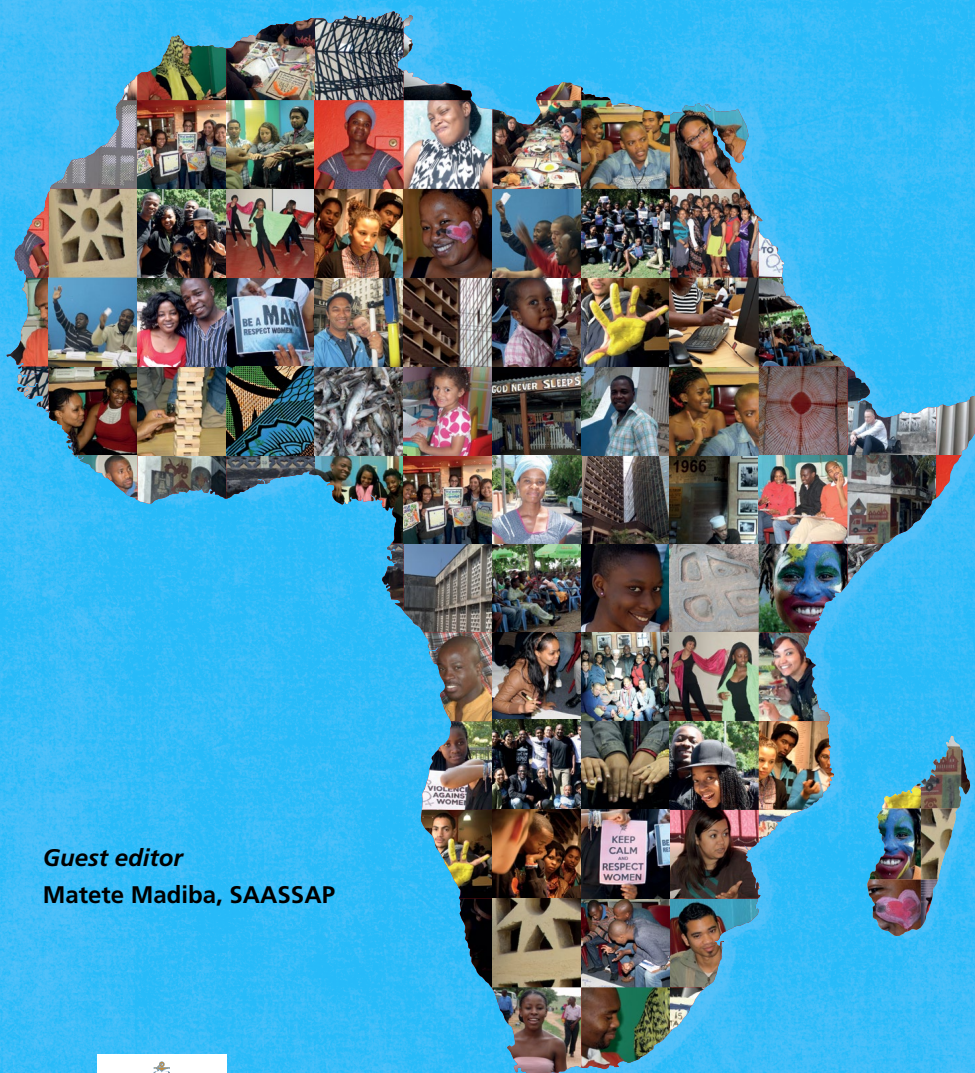 BE A MAN
RESPECT WOMEN
GOD NEVER SLEEPS
1966
VIOLENCE
AGAINST
WOMEN
KEEP
CALM
AND
RESPECT
WOMEN
Guest editor
Matete Madiba, SAASSAP